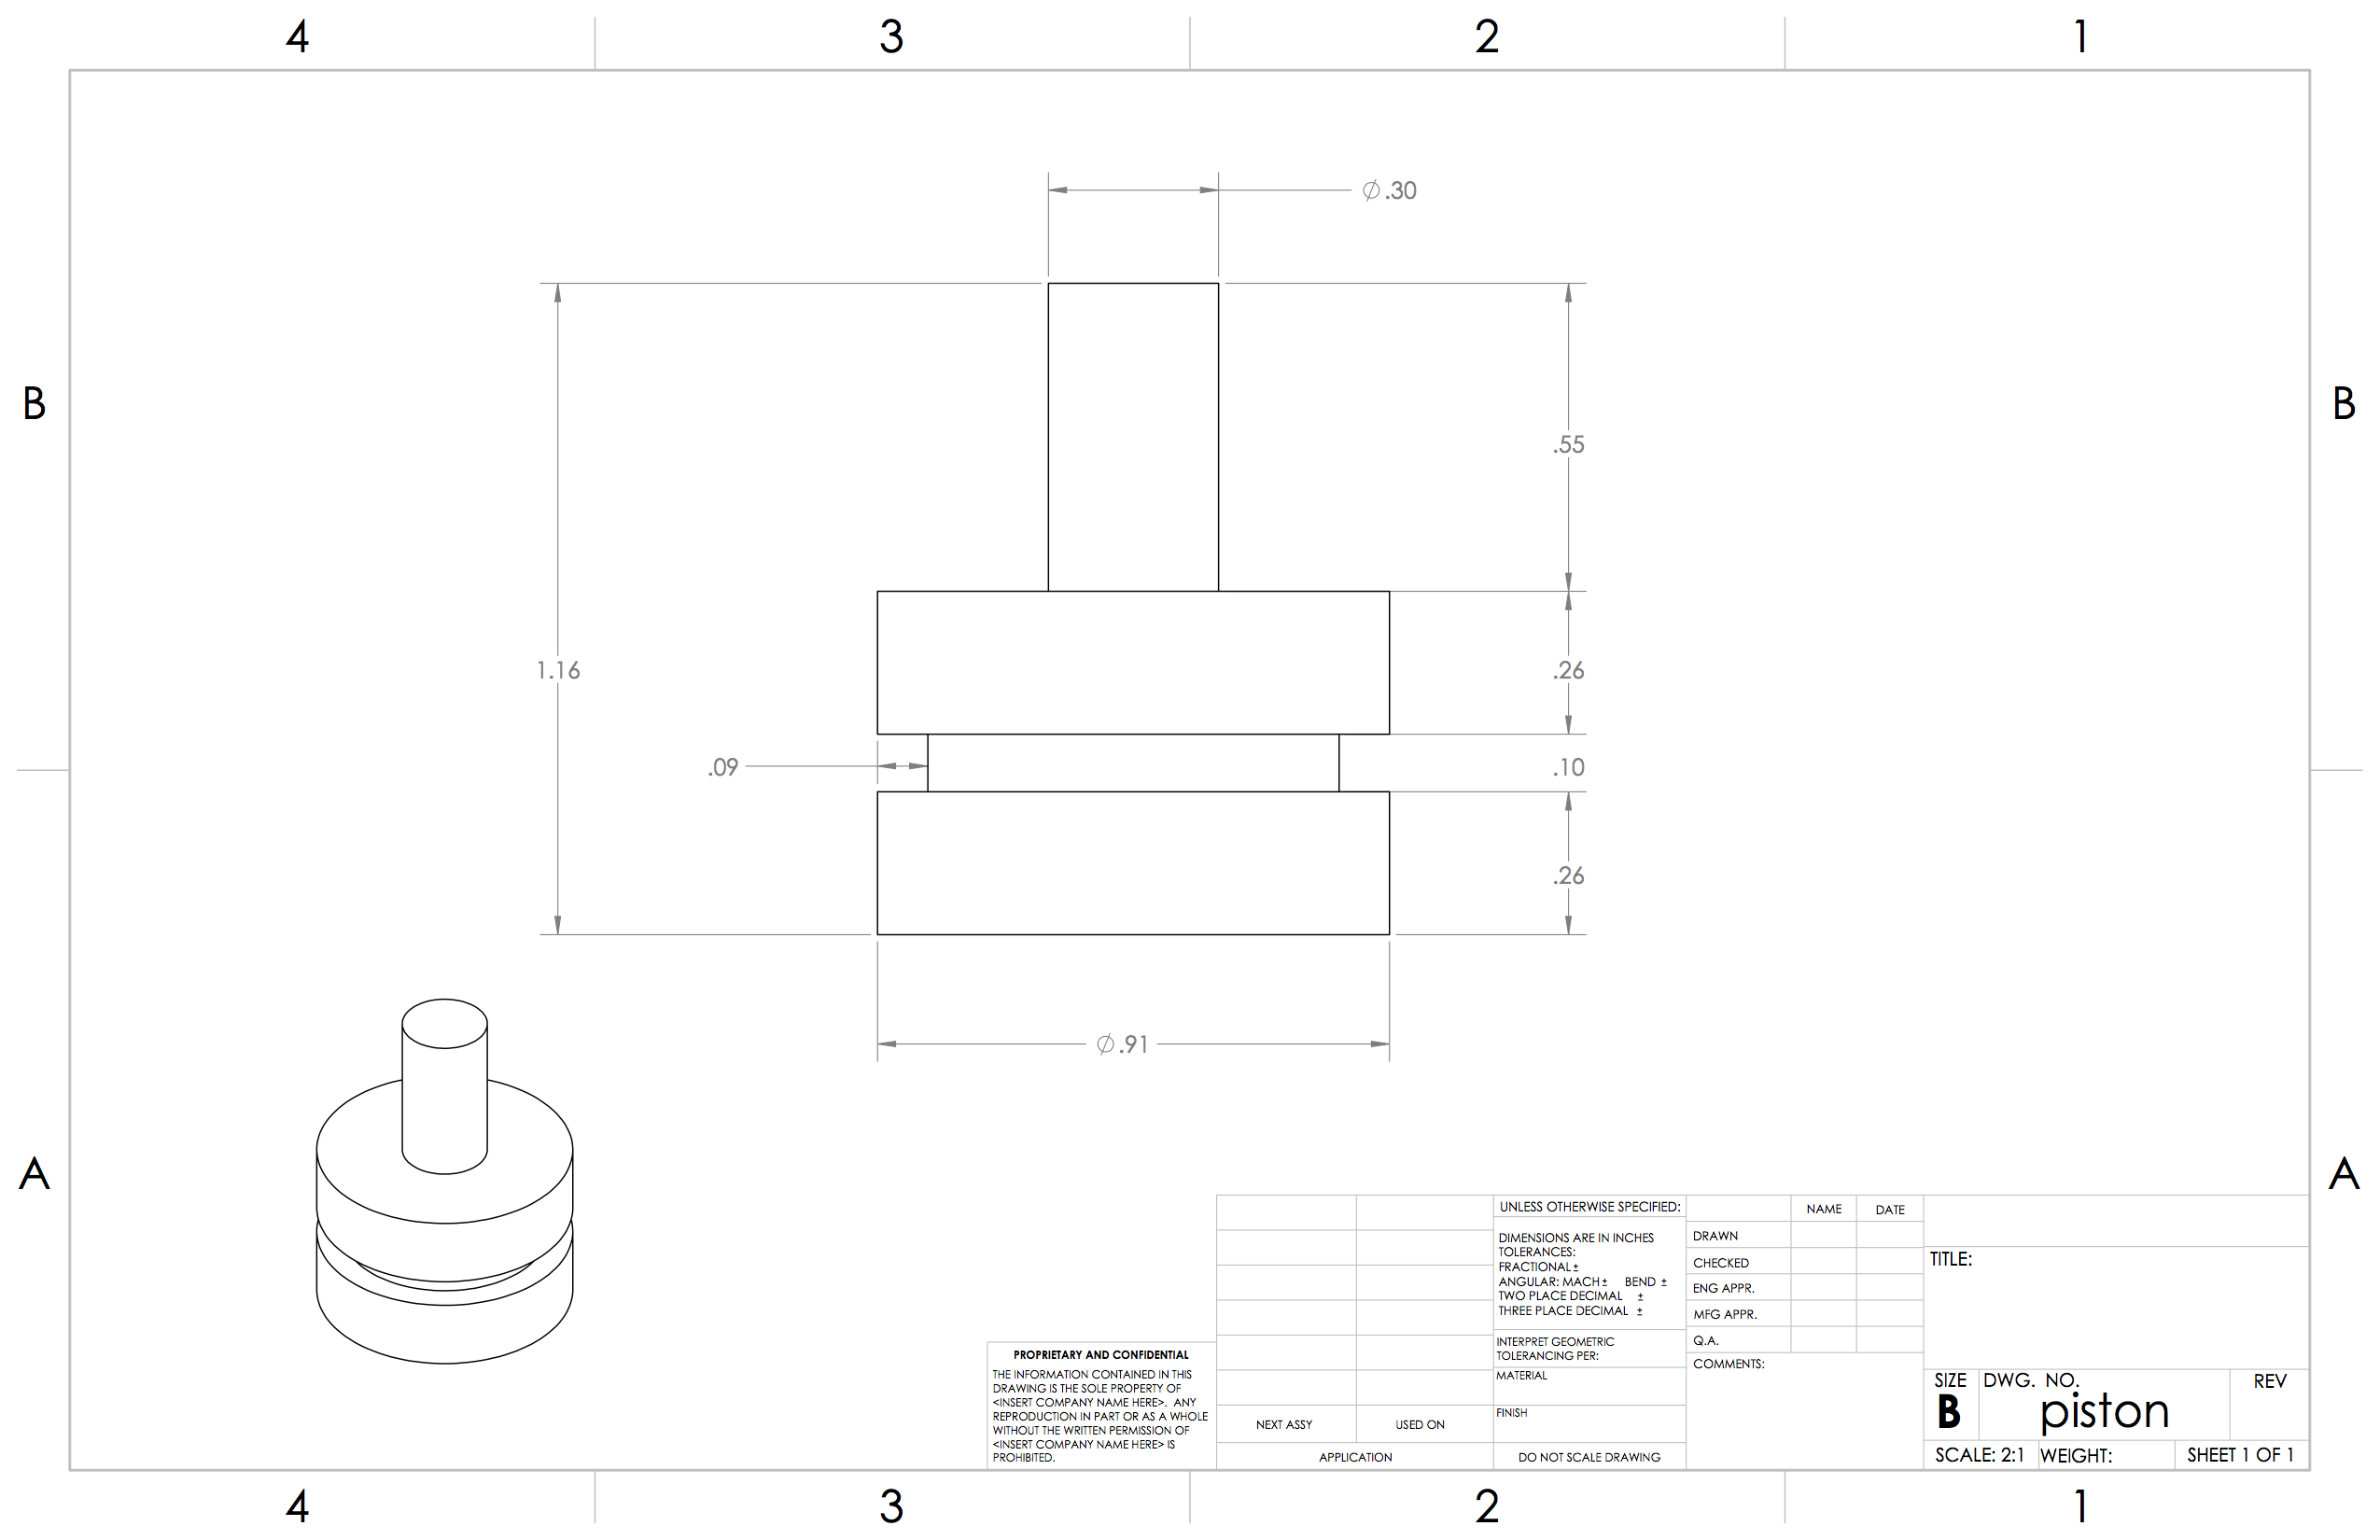 4 3 2 1
⌀.30
B B
.55
1.16 .26
.09 .10
.26
⌀.91
A A
UNLESS OTHERWISE SPECIFIED:
DIMENSIONS ARE IN INCHES
TOLERANCES:
FRACTIONAL±
ANGULAR: MACH± BEND ±
TWO PLACE DECIMAL ±
THREE PLACE DECIMAL ±
INTERPRET GEOMETRIC
TOLERANCING PER:
MATERIAL
FINISH
DO NOT SCALE DRAWING
NAME DATE
DRAWN
CHECKED
ENG APPR.
MFG APPR.
Q.A.
COMMENTS:
TITLE:
SIZE DWG. NO. REV
B piston
SCALE: 2:1 WEIGHT: SHEET 1 OF 1
PROPRIETARY AND CONFIDENTIAL
THE INFORMATION CONTAINED IN THIS
DRAWING IS THE SOLE PROPERTY OF
<INSERT COMPANY NAME HERE>. ANY
REPRODUCTION IN PART OR AS A WHOLE
WITHOUT THE WRITTEN PERMISSION OF
<INSERT COMPANY NAME HERE> IS
PROHIBITED.
NEXT ASSY USED ON
APPLICATION
4 3 2 1